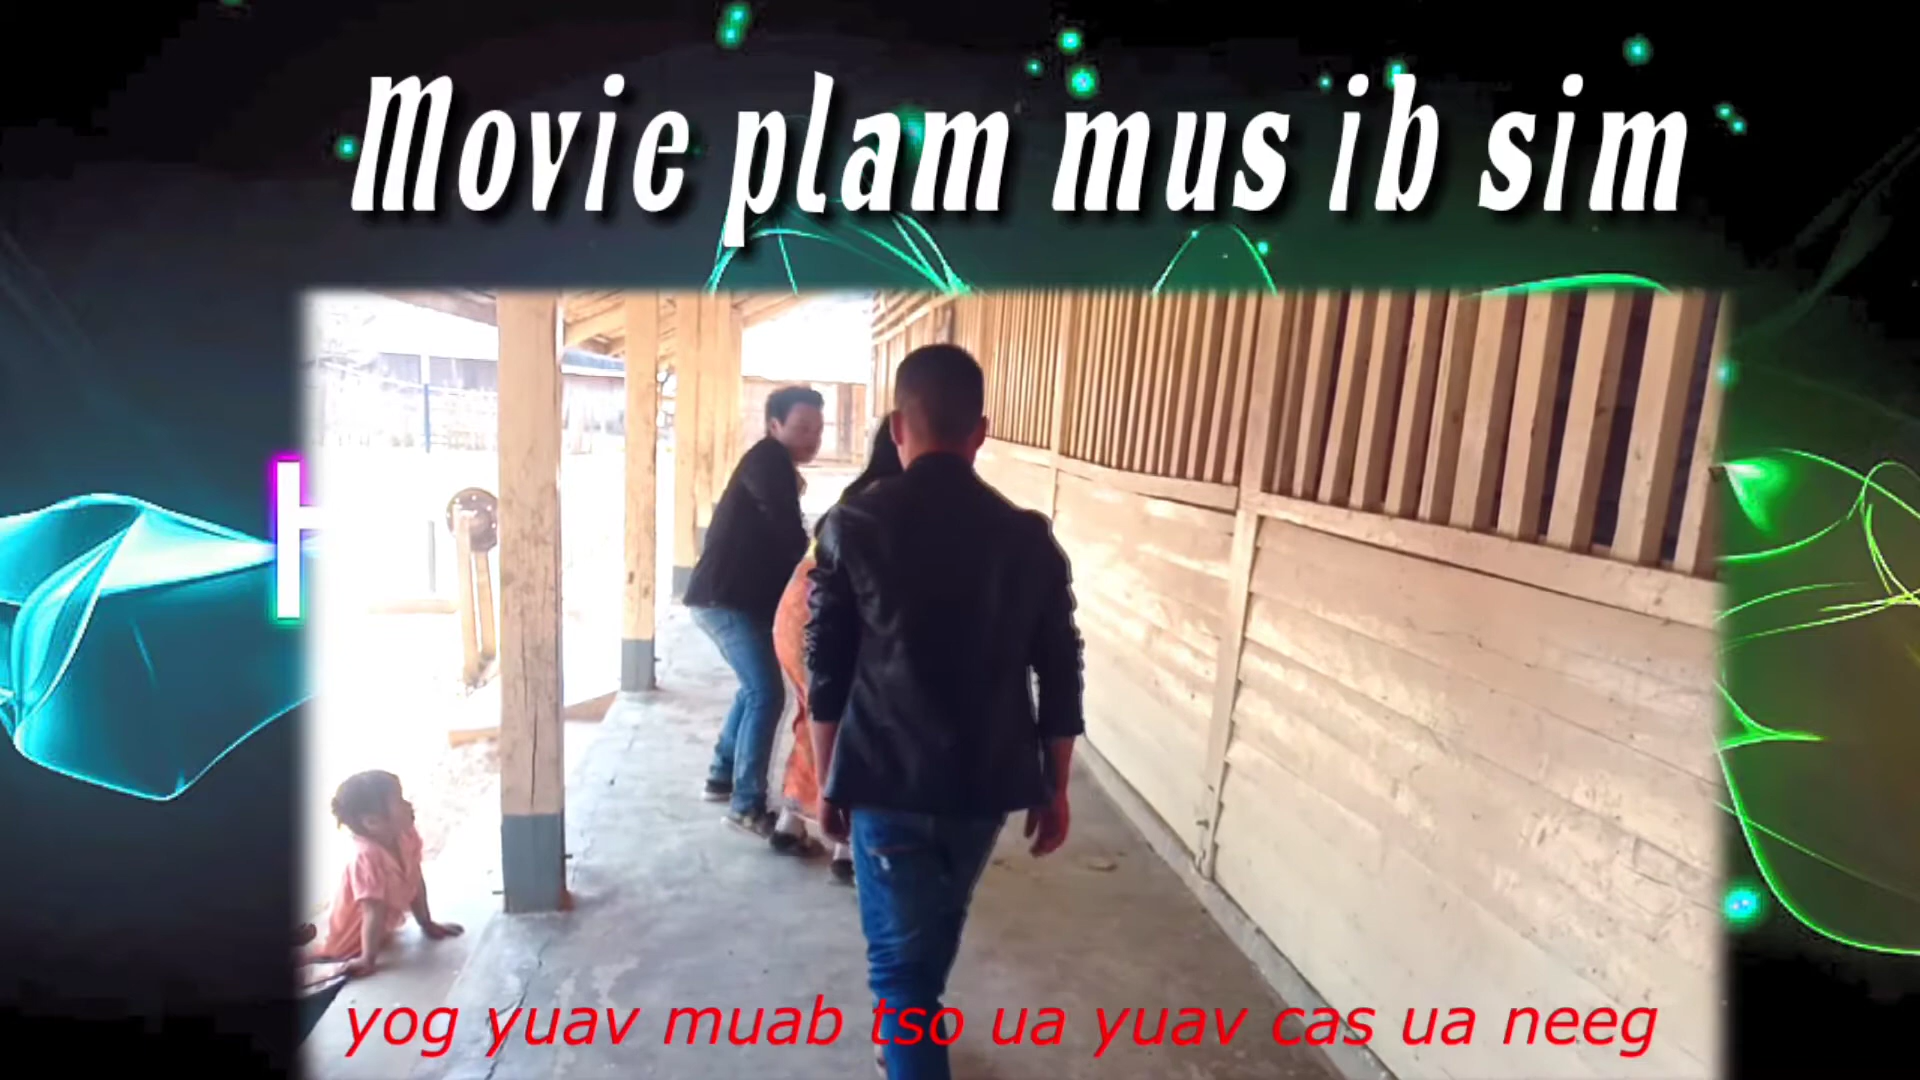 Movie plam mus ib sim
H
yog yuav muab tso ua yuav cas ua neeg